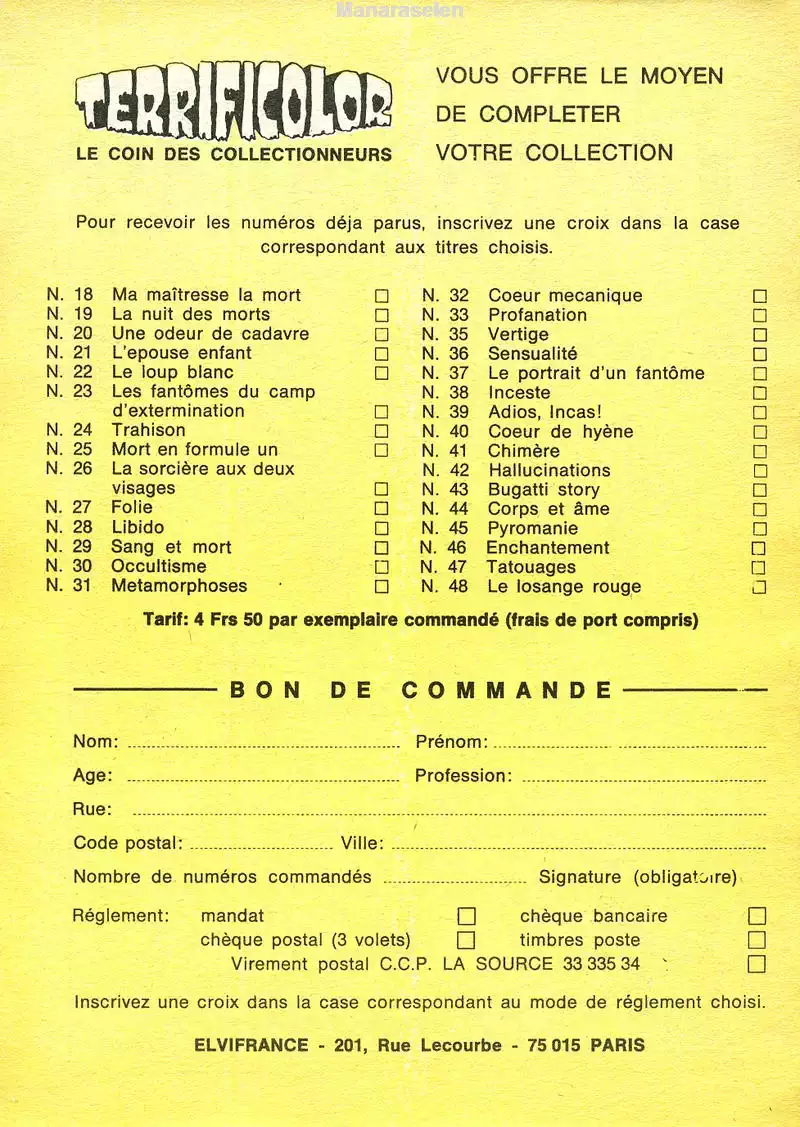 Manaraselen
TERRIFICOLOR
LE COIN DES COLLECTIONNEURS
VOUS OFFRE LE MOYEN
DE COMPLETER
VOTRE COLLECTION
Pour recevoir les numéros déja parus, inscrivez une croix dans la case
correspondant aux titres choisis.
N. 18 Ma maîtresse la mort
N. 19 La nuit des morts
N. 20 Une odeur de cadavre
N. 21 L'epouse enfant
N. 22 Le loup blanc
N. 23 Les fantômes du camp
d'extermination
N. 24 Trahison
N. 25 Mort en formule un
N. 26 La sorcière aux deux
visages
N. 27 Folie
N. 28 Libido
N. 29 Sang et mort
N. 30 Occultisme
N. 31 Metamorphoses
N. 32 Coeur mecanique
N. 33 Profanation
N. 35 Vertige
N. 36 Sensualité
N. 37 Le portrait d'un fantôme
N. 38 Inceste
N. 39 Adios, Incas!
N. 40 Coeur de hyène
N. 41 Chimère
N. 42 Hallucinations
N. 43 Bugatti story
N. 44 Corps et âme
N. 45 Pyromanie
N. 46 Enchantement
N. 47 Tatouages
N. 48 Le losange rouge
Tarif: 4 Frs 50 par exemplaire commandé (frais de port compris)
BON DE COMMANDE
Nom: Prénom:
Age: Profession:
Rue:
Code postal: Ville:
Nombre de numéros commandés Signature (obligatoire)
Réglement: mandat chèque bancaire
chèque postal (3 volets) timbres poste
Virement postal C.C.P. LA SOURCE 33 335 34
Inscrivez une croix dans la case correspondant au mode de réglement choisi.
ELVIFRANCE - 201, Rue Lecourbe - 75 015 PARIS